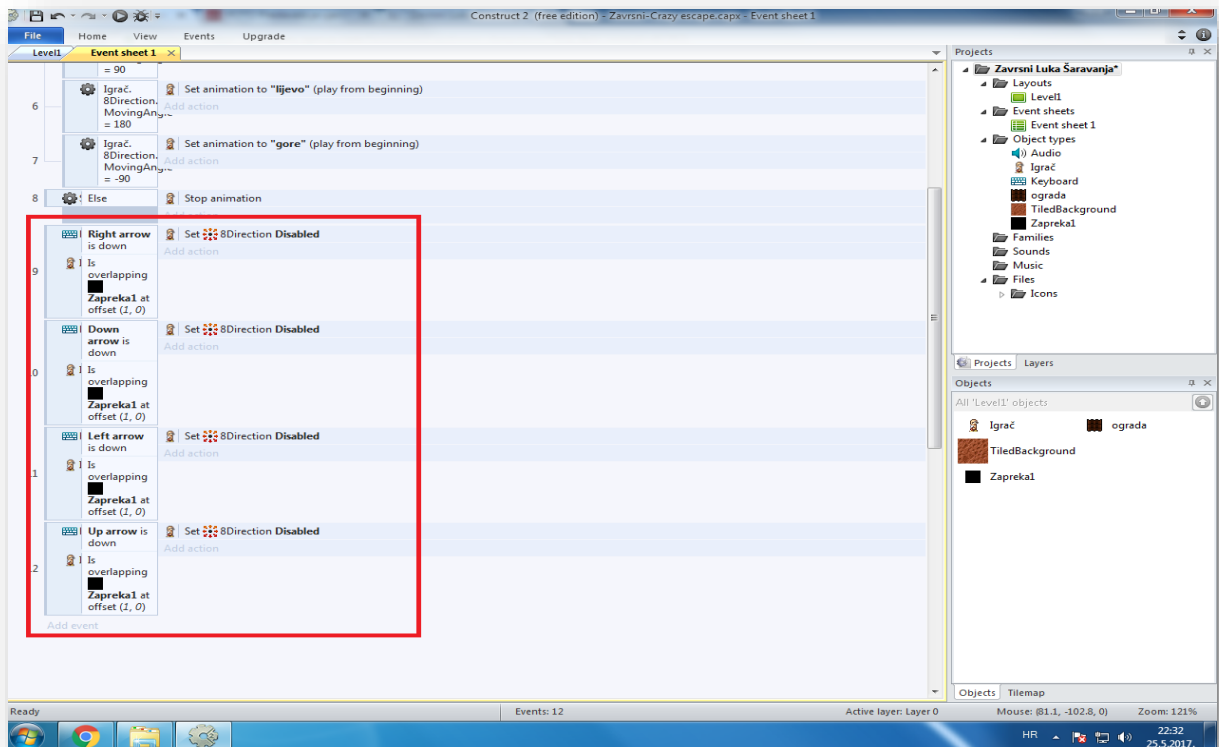 Construct 2 (free edition) - Zavrsni-Crazy escape.capx - Event sheet 1
File Home View Events Upgrade
Level1 Event sheet 1
= 90
6
Igrač.
8Direction.
MovingAngle
= 180
Set animation to "lijevo" (play from beginning)
Add action
7
Igrač.
8Direction.
MovingAngle
= -90
Set animation to "gore" (play from beginning)
Add action
8
Else
Stop animation
9
Right arrow
is down
Is
overlapping
Zapreka1 at
offset (1, 0)
Set 8Direction Disabled
Add action
10
Down
arrow is
down
Is
overlapping
Zapreka1 at
offset (1, 0)
Set 8Direction Disabled
Add action
11
Left arrow
is down
Is
overlapping
Zapreka1 at
offset (1, 0)
Set 8Direction Disabled
Add action
12
Up arrow is
down
Is
overlapping
Zapreka1 at
offset (1, 0)
Set 8Direction Disabled
Add action
Add event
Projects
Zavrsni Luka Šaravanja*
Layouts
Level1
Event sheets
Event sheet 1
Object types
Audio
Igrač
Keyboard
ograda
TiledBackground
Zapreka1
Families
Sounds
Music
Files
Icons
Projects Layers
Objects
All 'Level1' objects
Igrač ograda
TiledBackground
Zapreka1
Objects Tilemap
Ready Events: 12 Active layer: Layer 0 Mouse: (81.1, -102.8, 0) Zoom: 121%
HR 22:32
25.5.2017.